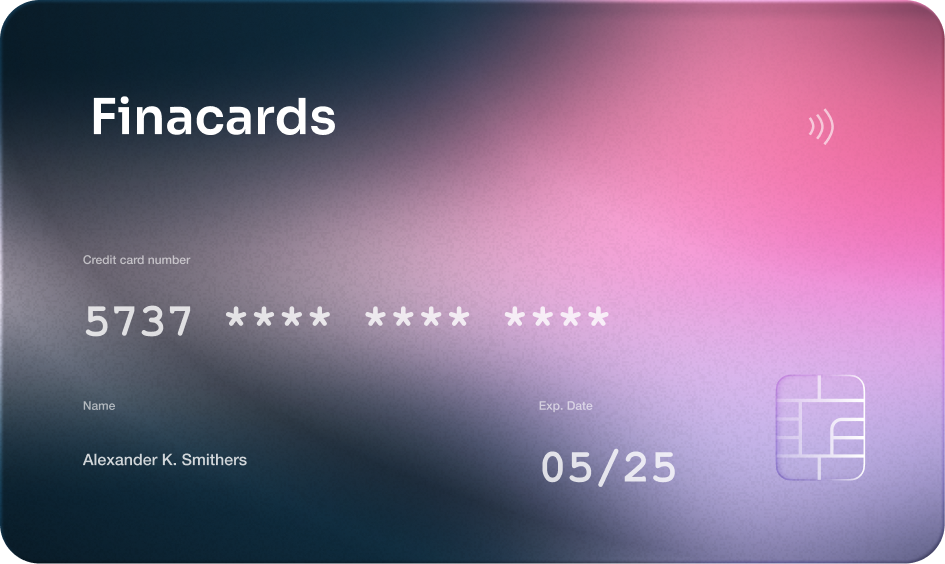 Finacards
Credit card number
5737 **** **** ****
Name
Exp. Date
Alexander K. Smithers
05/25